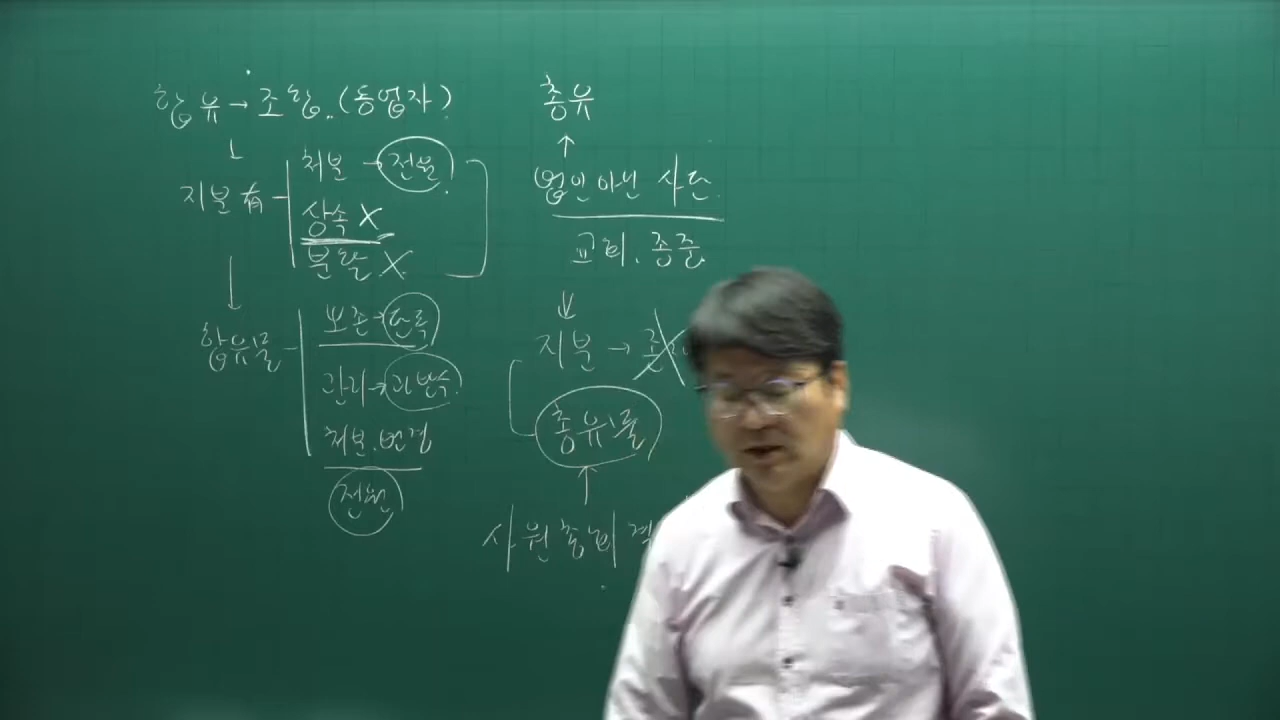 합유→조합.(동업자)
↓
지분 有
처분→전원
상속 X
분할 X
↓
합유물
보존→단독
관리→과반수
처분.변경
전원
총유
↑
법인 아닌 사단
교회.종중
⇓
지분→
총유물
↑
사원총회